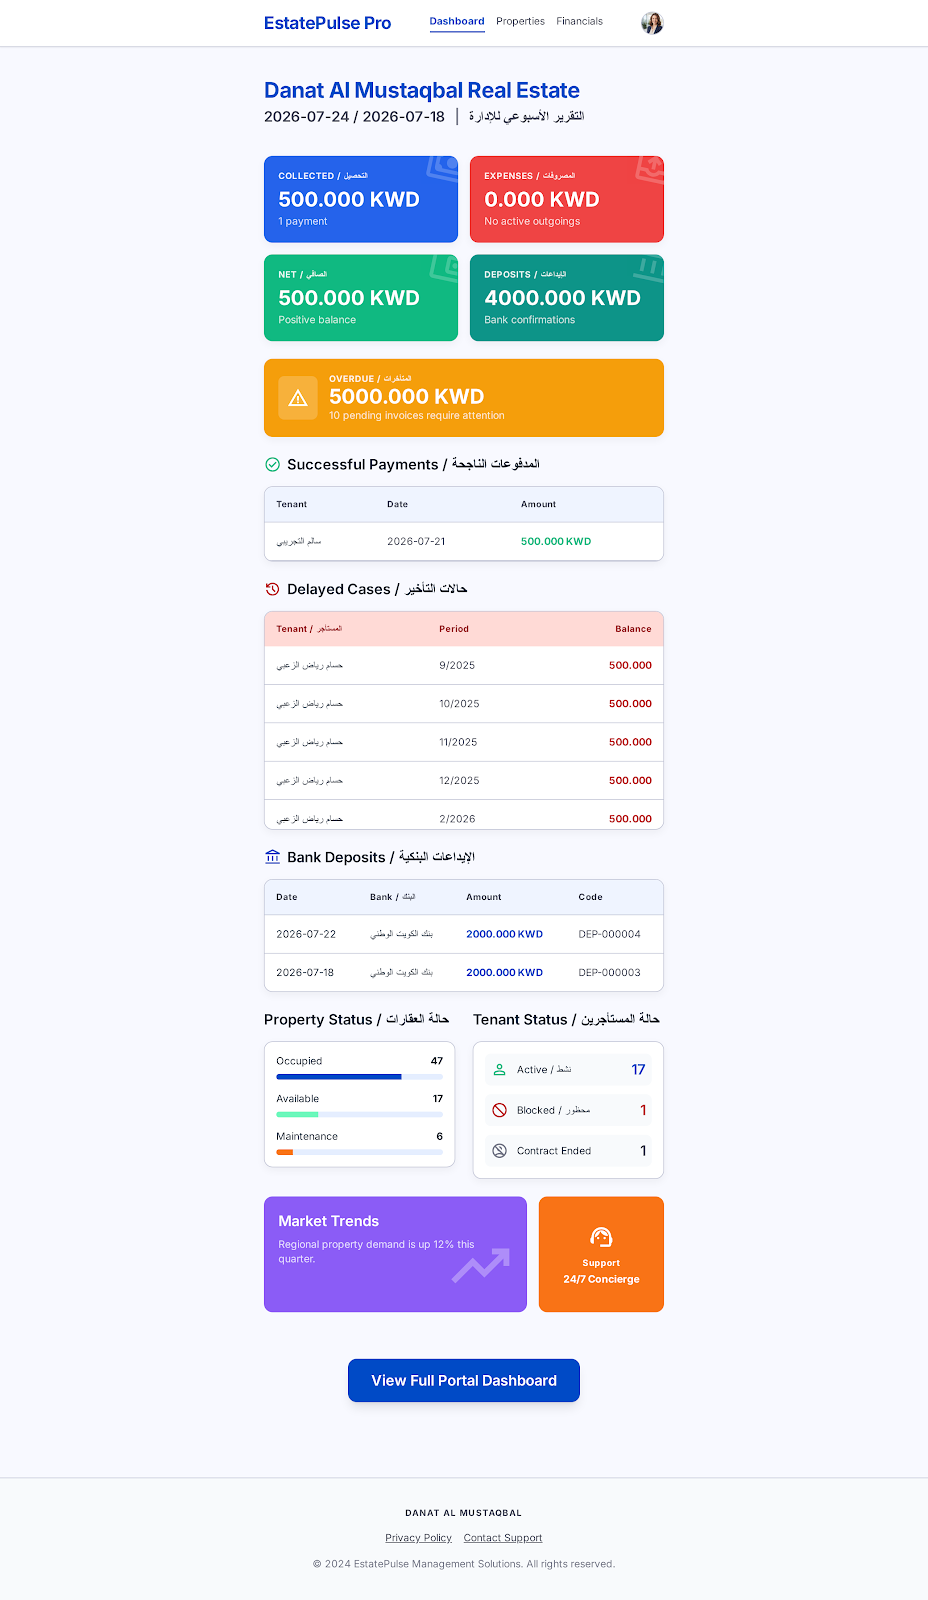 EstatePulse Pro
Dashboard Properties Financials
Danat Al Mustaqbal Real Estate
2026-07-24 / 2026-07-18 | التقرير الأسبوعي للإدارة
COLLECTED / التحصيل
500.000 KWD
1 payment
EXPENSES / المصروفات
0.000 KWD
No active outgoings
NET / الصافي
500.000 KWD
Positive balance
DEPOSITS / الإيداعات
4000.000 KWD
Bank confirmations
OVERDUE / المتأخرات
5000.000 KWD
10 pending invoices require attention
Successful Payments / المدفوعات الناجحة
Tenant Date Amount
سالم التجريبي 2026-07-21 500.000 KWD
Delayed Cases / حالات التأخير
Tenant / المستأجر Period Balance
حسام رياض الزعبي 9/2025 500.000
حسام رياض الزعبي 10/2025 500.000
حسام رياض الزعبي 11/2025 500.000
حسام رياض الزعبي 12/2025 500.000
حسام رياض الزعبي 2/2026 500.000
Bank Deposits / الإيداعات البنكية
Date Bank / البنك Amount Code
2026-07-22 بنك الكويت الوطني 2000.000 KWD DEP-000004
2026-07-18 بنك الكويت الوطني 2000.000 KWD DEP-000003
Property Status / حالة العقارات
Occupied 47
Available 17
Maintenance 6
Tenant Status / حالة المستأجرين
Active / نشط 17
Blocked / محظور 1
Contract Ended 1
Market Trends
Regional property demand is up 12% this
quarter.
Support
24/7 Concierge
View Full Portal Dashboard
DANAT AL MUSTAQBAL
Privacy Policy Contact Support
© 2024 EstatePulse Management Solutions. All rights reserved.